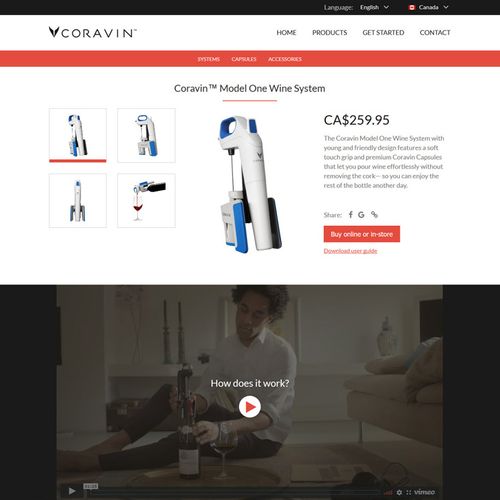 Language: English Canada
CORAVIN™ HOME PRODUCTS GET STARTED CONTACT
SYSTEMS CAPSULES ACCESSORIES
Coravin™ Model One Wine System
CA$259.95
The Coravin Model One Wine System with
young and friendly design features a soft
touch grip and premium Coravin Capsules
that let you pour wine effortlessly without
removing the cork— so you can enjoy the
rest of the bottle another day.
Share:
Buy online or in-store
Download user guide
How does it work?
vimeo